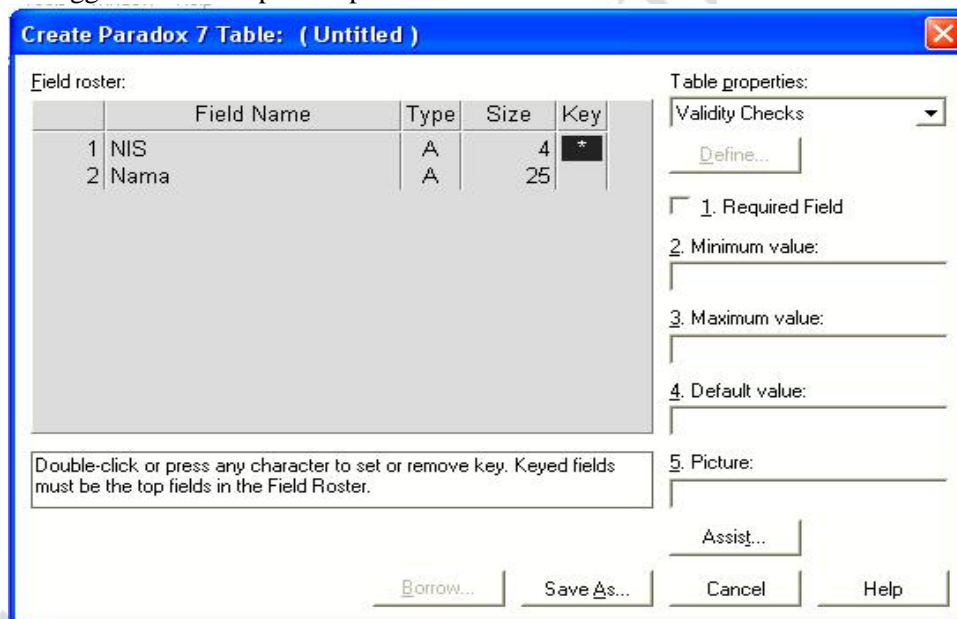 Create Paradox 7 Table: ( Untitled )
Field roster:
Field Name Type Size Key
1 NIS A 4 *
2 Nama A 25
Double-click or press any character to set or remove key. Keyed fields
must be the top fields in the Field Roster.
Table properties:
Validity Checks
Define...
1. Required Field
2. Minimum value:
3. Maximum value:
4. Default value:
5. Picture:
Assist...
Borrow...
Save As...
Cancel
Help